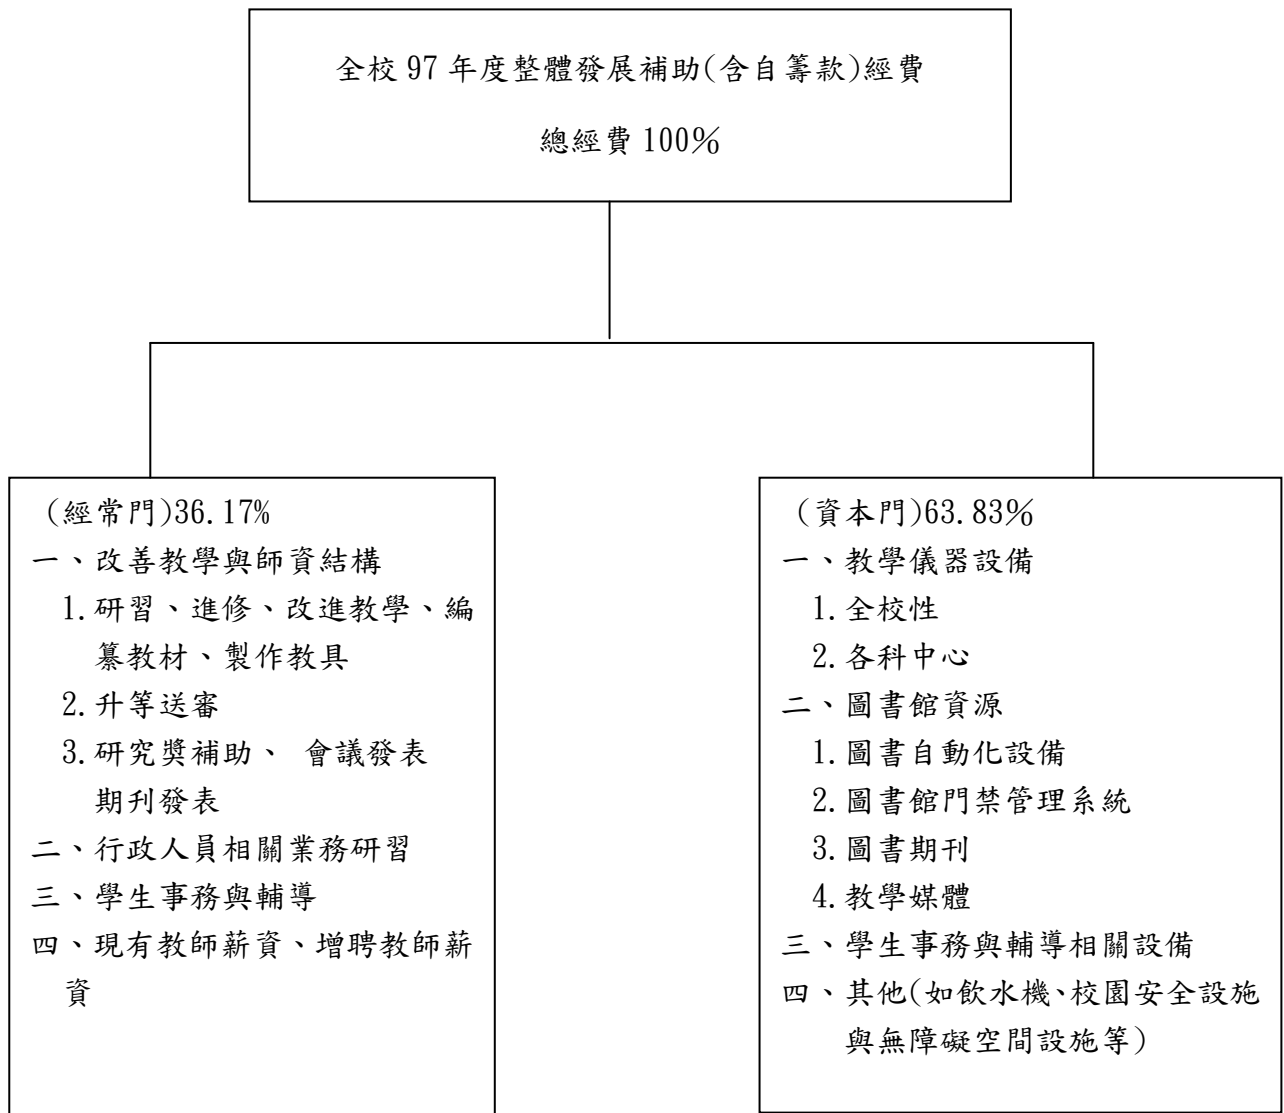 全校 97 年度整體發展補助(含自籌款)經費
總經費 100％
(經常門)36.17%
一、改善教學與師資結構
1.研習、進修、改進教學、編
纂教材、製作教具
2.升等送審
3.研究獎補助、 會議發表
期刊發表
二、行政人員相關業務研習
三、學生事務與輔導
四、現有教師薪資、增聘教師薪
資
(資本門)63.83％
一、教學儀器設備
1.全校性
2.各科中心
二、圖書館資源
1.圖書自動化設備
2.圖書館門禁管理系統
3.圖書期刊
4.教學媒體
三、學生事務與輔導相關設備
四、其他(如飲水機、校園安全設施
與無障礙空間設施等)